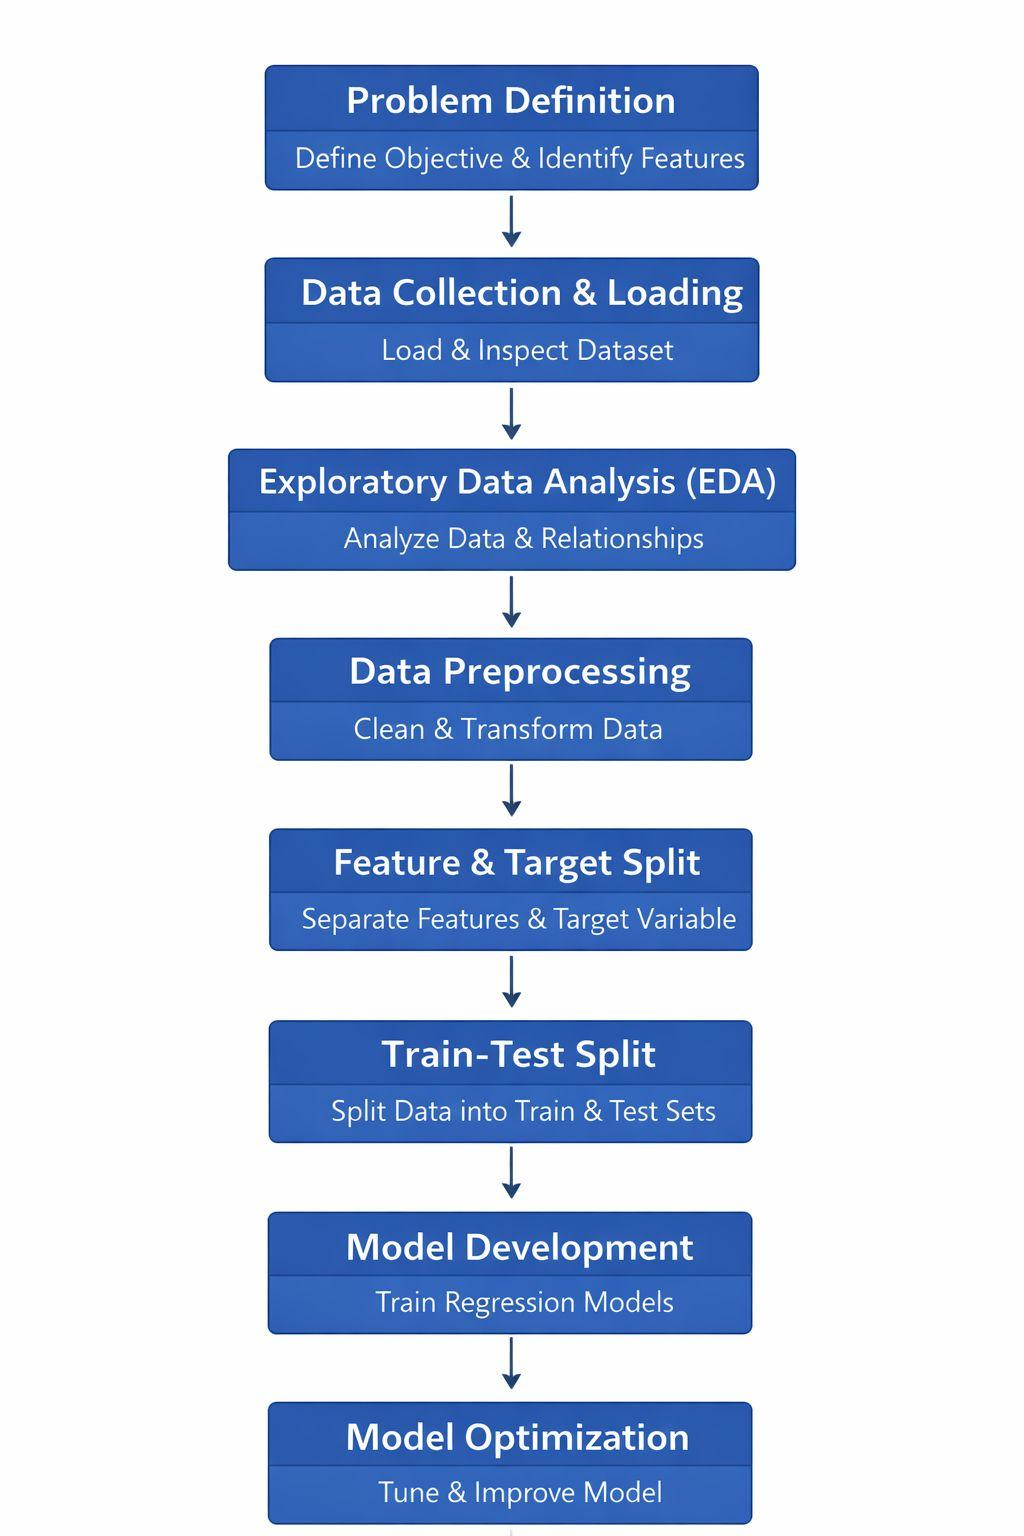 Problem Definition
Define Objective & Identify Features
Data Collection & Loading
Load & Inspect Dataset
Exploratory Data Analysis (EDA)
Analyze Data & Relationships
Data Preprocessing
Clean & Transform Data
Feature & Target Split
Separate Features & Target Variable
Train-Test Split
Split Data into Train & Test Sets
Model Development
Train Regression Models
Model Optimization
Tune & Improve Model